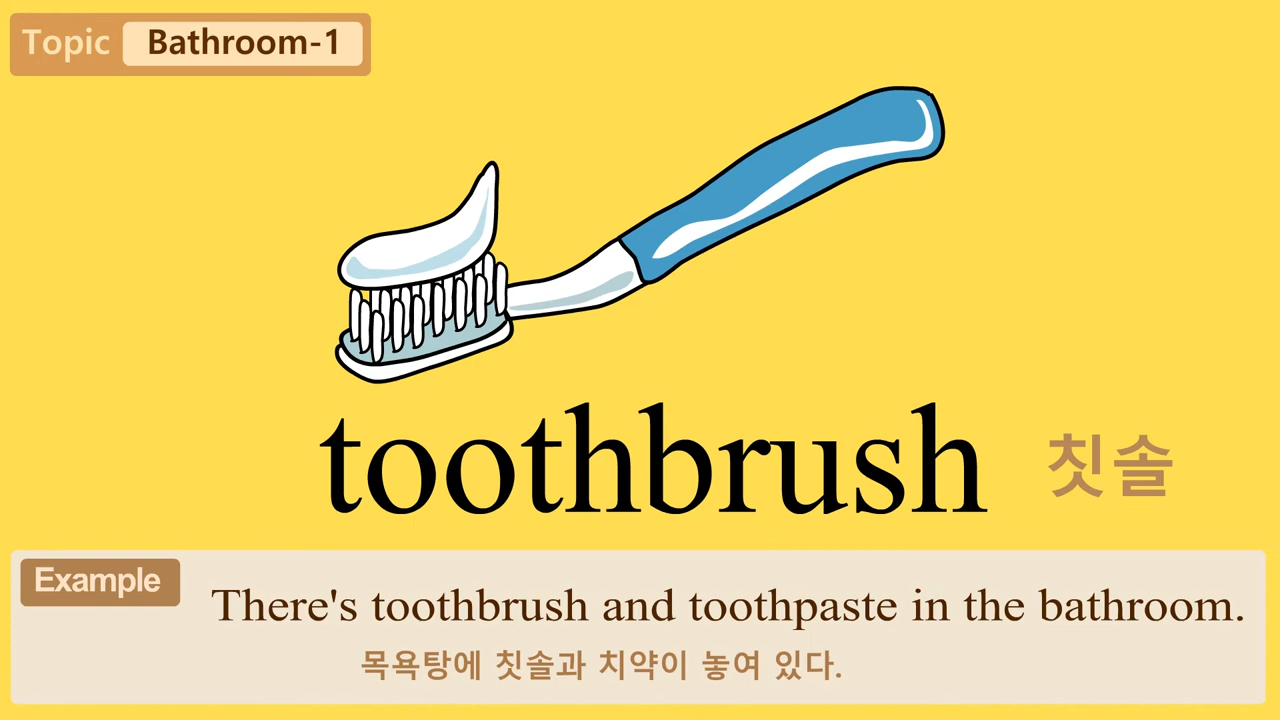 Topic Bathroom-1
toothbrush 칫솔
Example
There's toothbrush and toothpaste in the bathroom.
목욕탕에 칫솔과 치약이 놓여 있다.